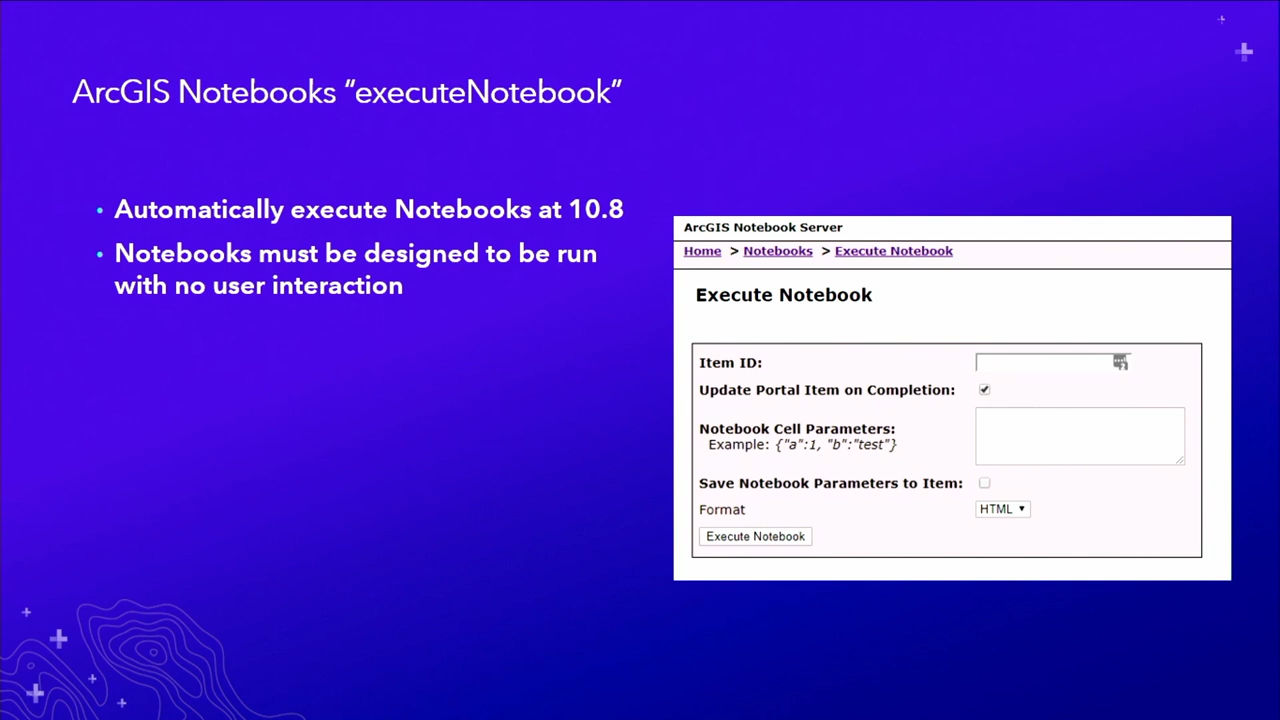 ArcGIS Notebooks “executeNotebook”
• Automatically execute Notebooks at 10.8
• Notebooks must be designed to be run
with no user interaction
ArcGIS Notebook Server
Home > Notebooks > Execute Notebook
Execute Notebook
Item ID:
Update Portal Item on Completion:
Notebook Cell Parameters:
Example: {"a":1, "b":"test"}
Save Notebook Parameters to Item:
Format HTML ▼
Execute Notebook